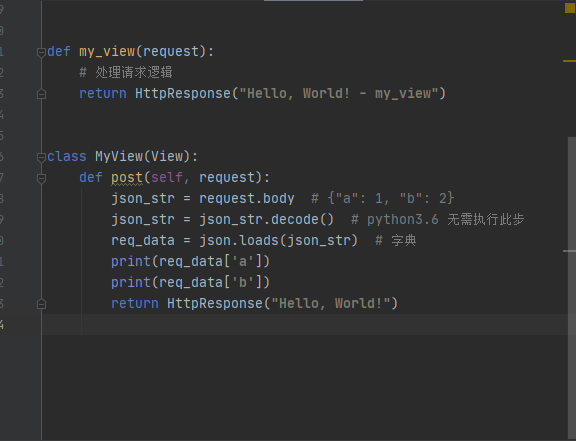 def my_view(request):
# 处理请求逻辑
return HttpResponse("Hello, World! - my_view")
class MyView(View):
def post(self, request):
json_str = request.body  # {"a": 1, "b": 2}
json_str = json_str.decode()  # python3.6 无需执行此步
req_data = json.loads(json_str)  # 字典
print(req_data['a'])
print(req_data['b'])
return HttpResponse("Hello, World!")